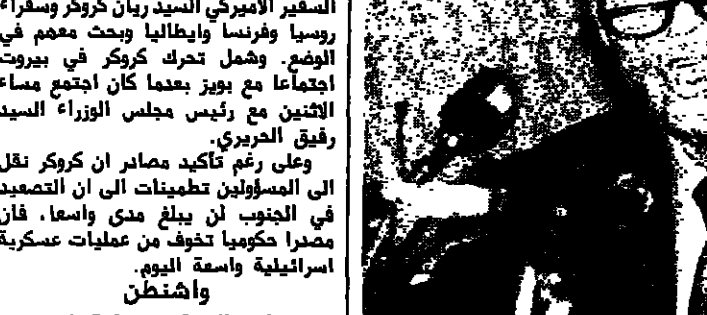 السفير الاميركي السيد ريان كروكر وسفراء
روسيا وفرنسا وايطاليا وبحث معهم في
الوضع. وشمل تحرك كروكر في بيروت
اجتماعا مع بويز بعدما كان اجتمع مساء
الاثنين مع رئيس مجلس الوزراء السيد
رفيق الحريري.
وعلى رغم تأكيد مصادر ان كروكر نقل
الى المسؤولين تطمينات الى ان التصعيد
في الجنوب لن يبلغ مدى واسعا، فان
مصدرا حكوميا تخوف من عمليات عسكرية
اسرائيلية واسعة اليوم.
واشنطن